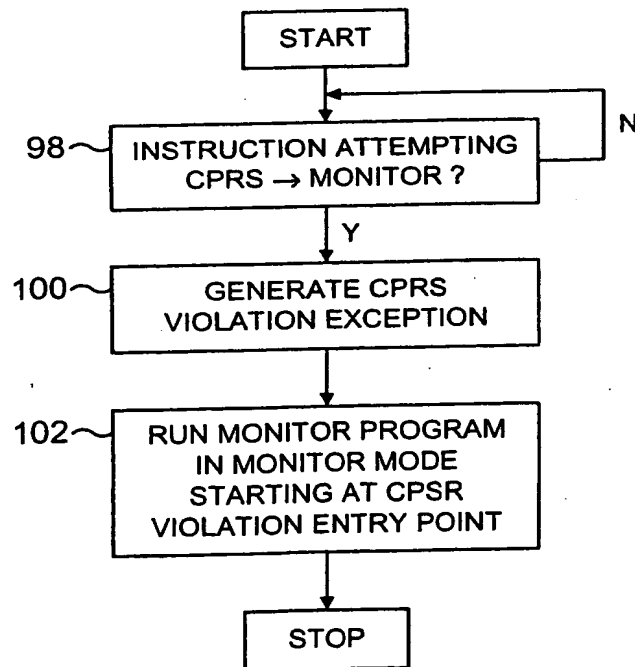 START
N
98
INSTRUCTION ATTEMPTING
CPRS → MONITOR ?
Y
100
GENERATE CPRS
VIOLATION EXCEPTION
102
RUN MONITOR PROGRAM
IN MONITOR MODE
STARTING AT CPSR
VIOLATION ENTRY POINT
STOP